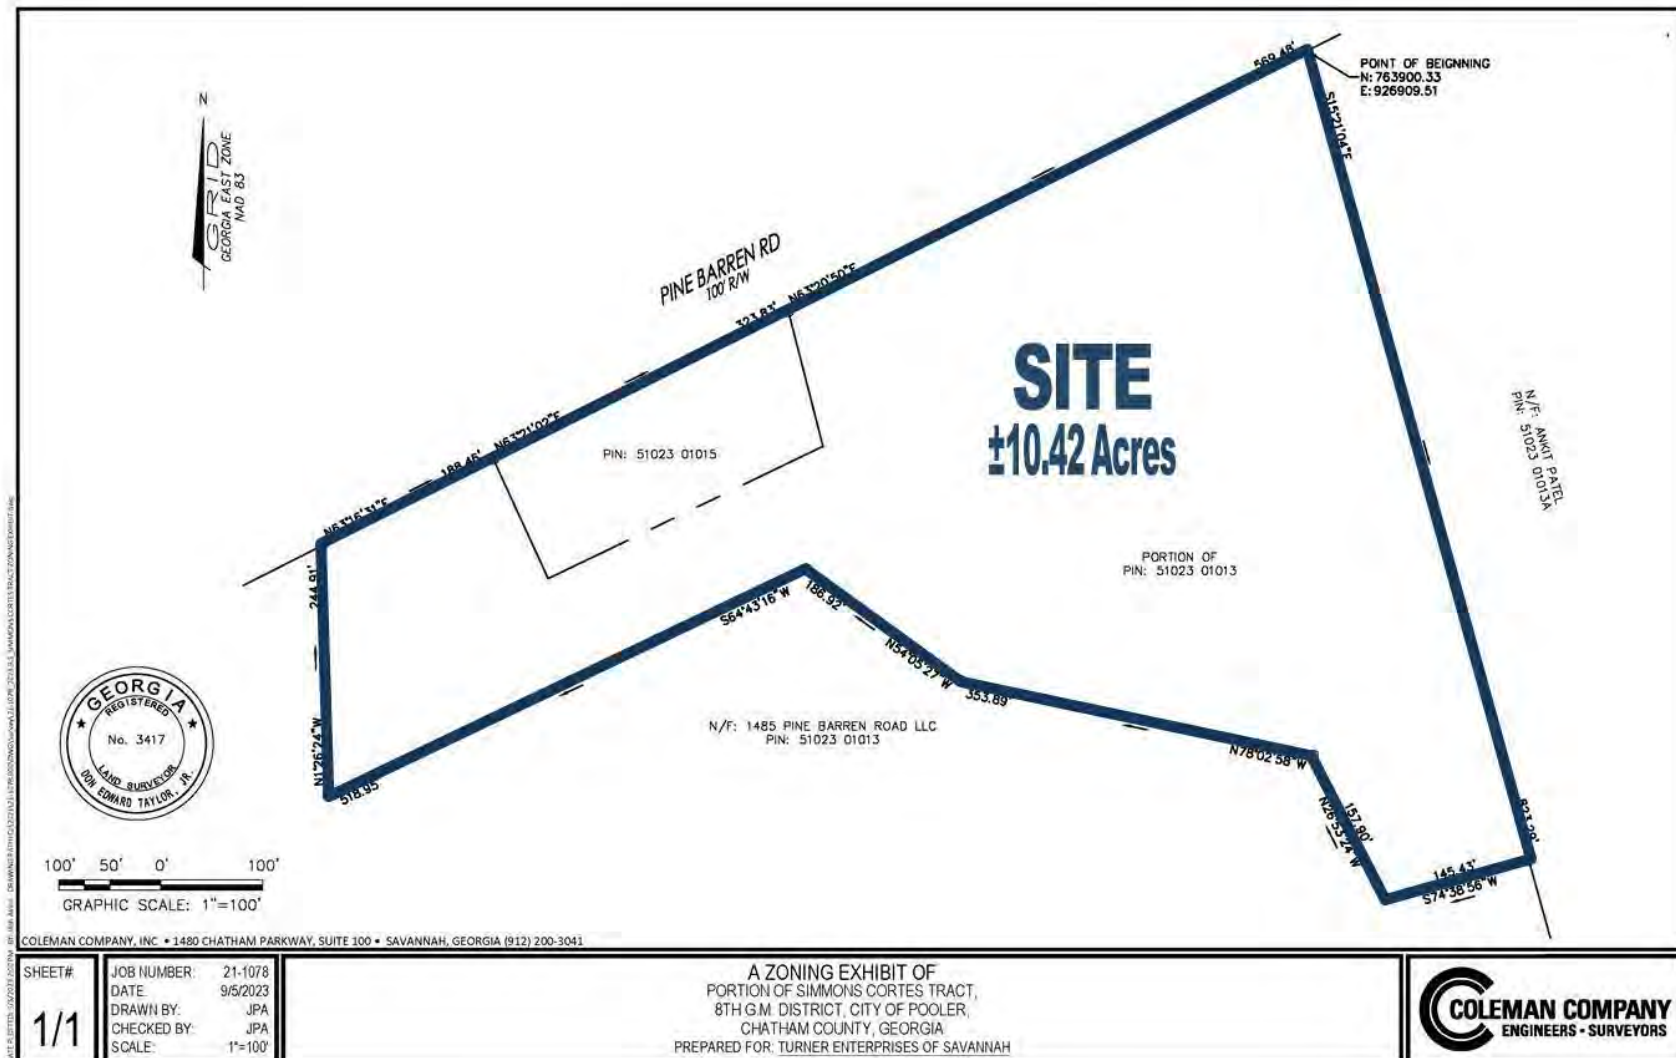 POINT OF BEIGNNING
N: 763900.33
E: 926909.51
569.48'
S15°21'04"E
N
GRID
GEORGIA EAST ZONE
NAD 83
PINE BARREN RD
100' R/W
323.83'
N63°20'50"E
SITE
±10.42 Acres
188.46'
N63°21'02"E
PIN: 51023 01015
N/F: ANKIT PATEL
PIN: 51023 01013A
N63°16'31"E
244.91'
PORTION OF
PIN: 51023 01013
S64°43'16"W
186.92'
N54°05'27"W
353.89'
N/F: 1485 PINE BARREN ROAD LLC
PIN: 51023 01013
N78°02'58"W
N1°26'24"W
518.95'
157.80'
N26°53'24"W
823.29'
145.43'
S74°38'56"W
GEORGIA
REGISTERED
No. 3417
LAND SURVEYOR
DON EDWARD TAYLOR, JR.
100' 50' 0' 100'
GRAPHIC SCALE: 1"=100'
COLEMAN COMPANY, INC • 1480 CHATHAM PARKWAY, SUITE 100 • SAVANNAH, GEORGIA (912) 200-3041
SHEET#
1/1
JOB NUMBER: 21-1078
DATE: 9/5/2023
DRAWN BY: JPA
CHECKED BY: JPA
SCALE: 1"=100'
A ZONING EXHIBIT OF
PORTION OF SIMMONS CORTES TRACT,
8TH G.M. DISTRICT, CITY OF POOLER,
CHATHAM COUNTY, GEORGIA
PREPARED FOR: TURNER ENTERPRISES OF SAVANNAH
COLEMAN COMPANY
ENGINEERS • SURVEYORS